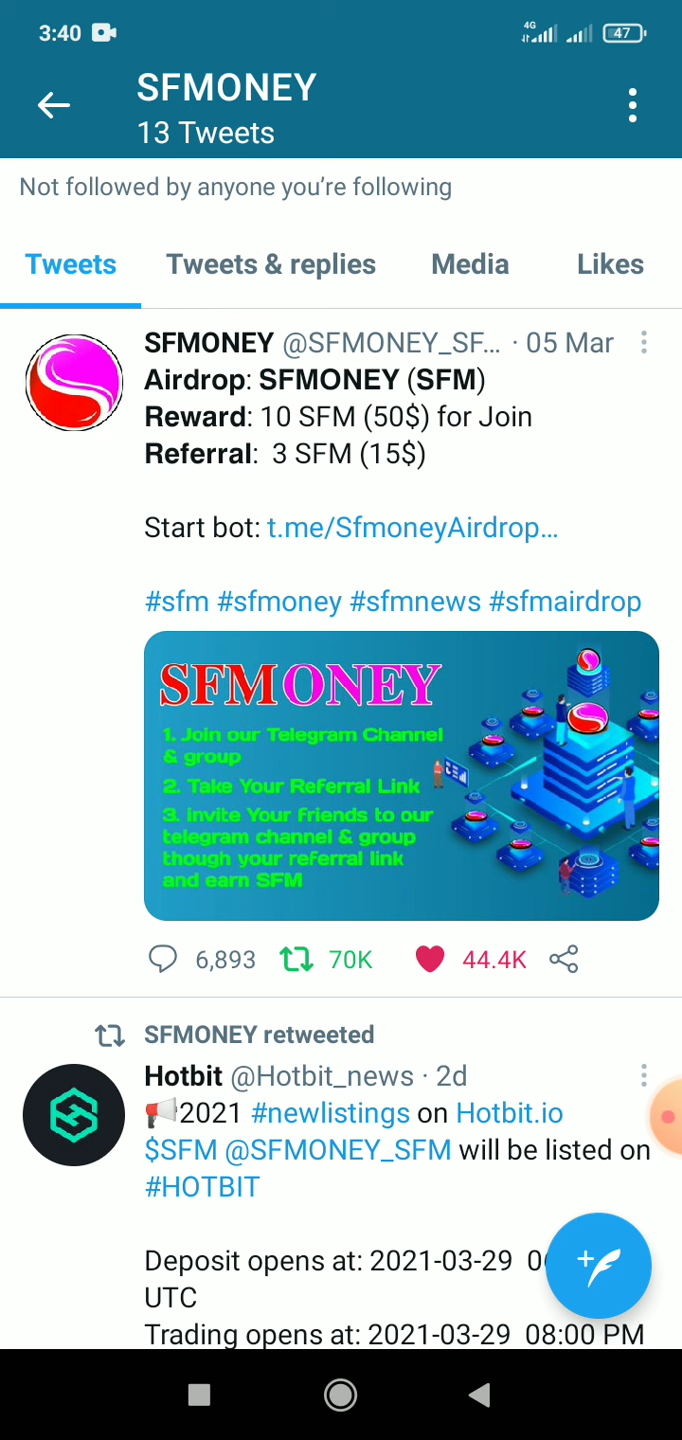 3:40
4G
47
SFMONEY
13 Tweets
Not followed by anyone you're following
Tweets Tweets & replies Media Likes
SFMONEY @SFMONEY_SF... · 05 Mar
Airdrop: SFMONEY (SFM)
Reward: 10 SFM (50$) for Join
Referral: 3 SFM (15$)
Start bot: t.me/SfmoneyAirdrop...
#sfm #sfmoney #sfmnews #sfmairdrop
SFMONEY
1. Join our Telegram Channel
& group
2. Take Your Referral Link
3. Invite Your friends to our
telegram channel & group
though your referral link
and earn SFM
6,893 70K 44.4K
SFMONEY retweeted
Hotbit @Hotbit_news · 2d
2021 #newlistings on Hotbit.io
$SFM @SFMONEY_SFM will be listed on
#HOTBIT
Deposit opens at: 2021-03-29
UTC
Trading opens at: 2021-03-29 08:00 PM